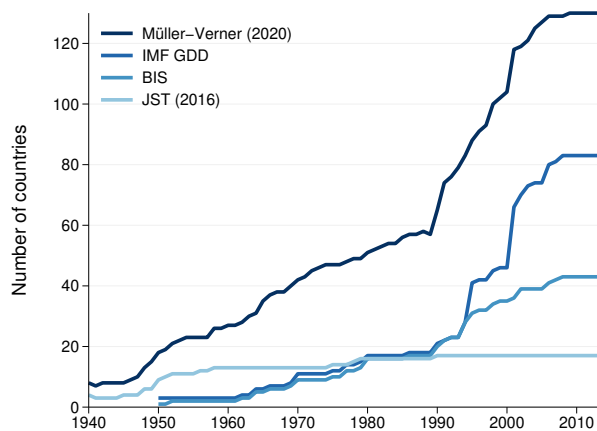 Müller−Verner (2020)
IMF GDD
BIS
JST (2016)
Number of countries
120
100
80
60
40
20
0
1940 1950 1960 1970 1980 1990 2000 2010